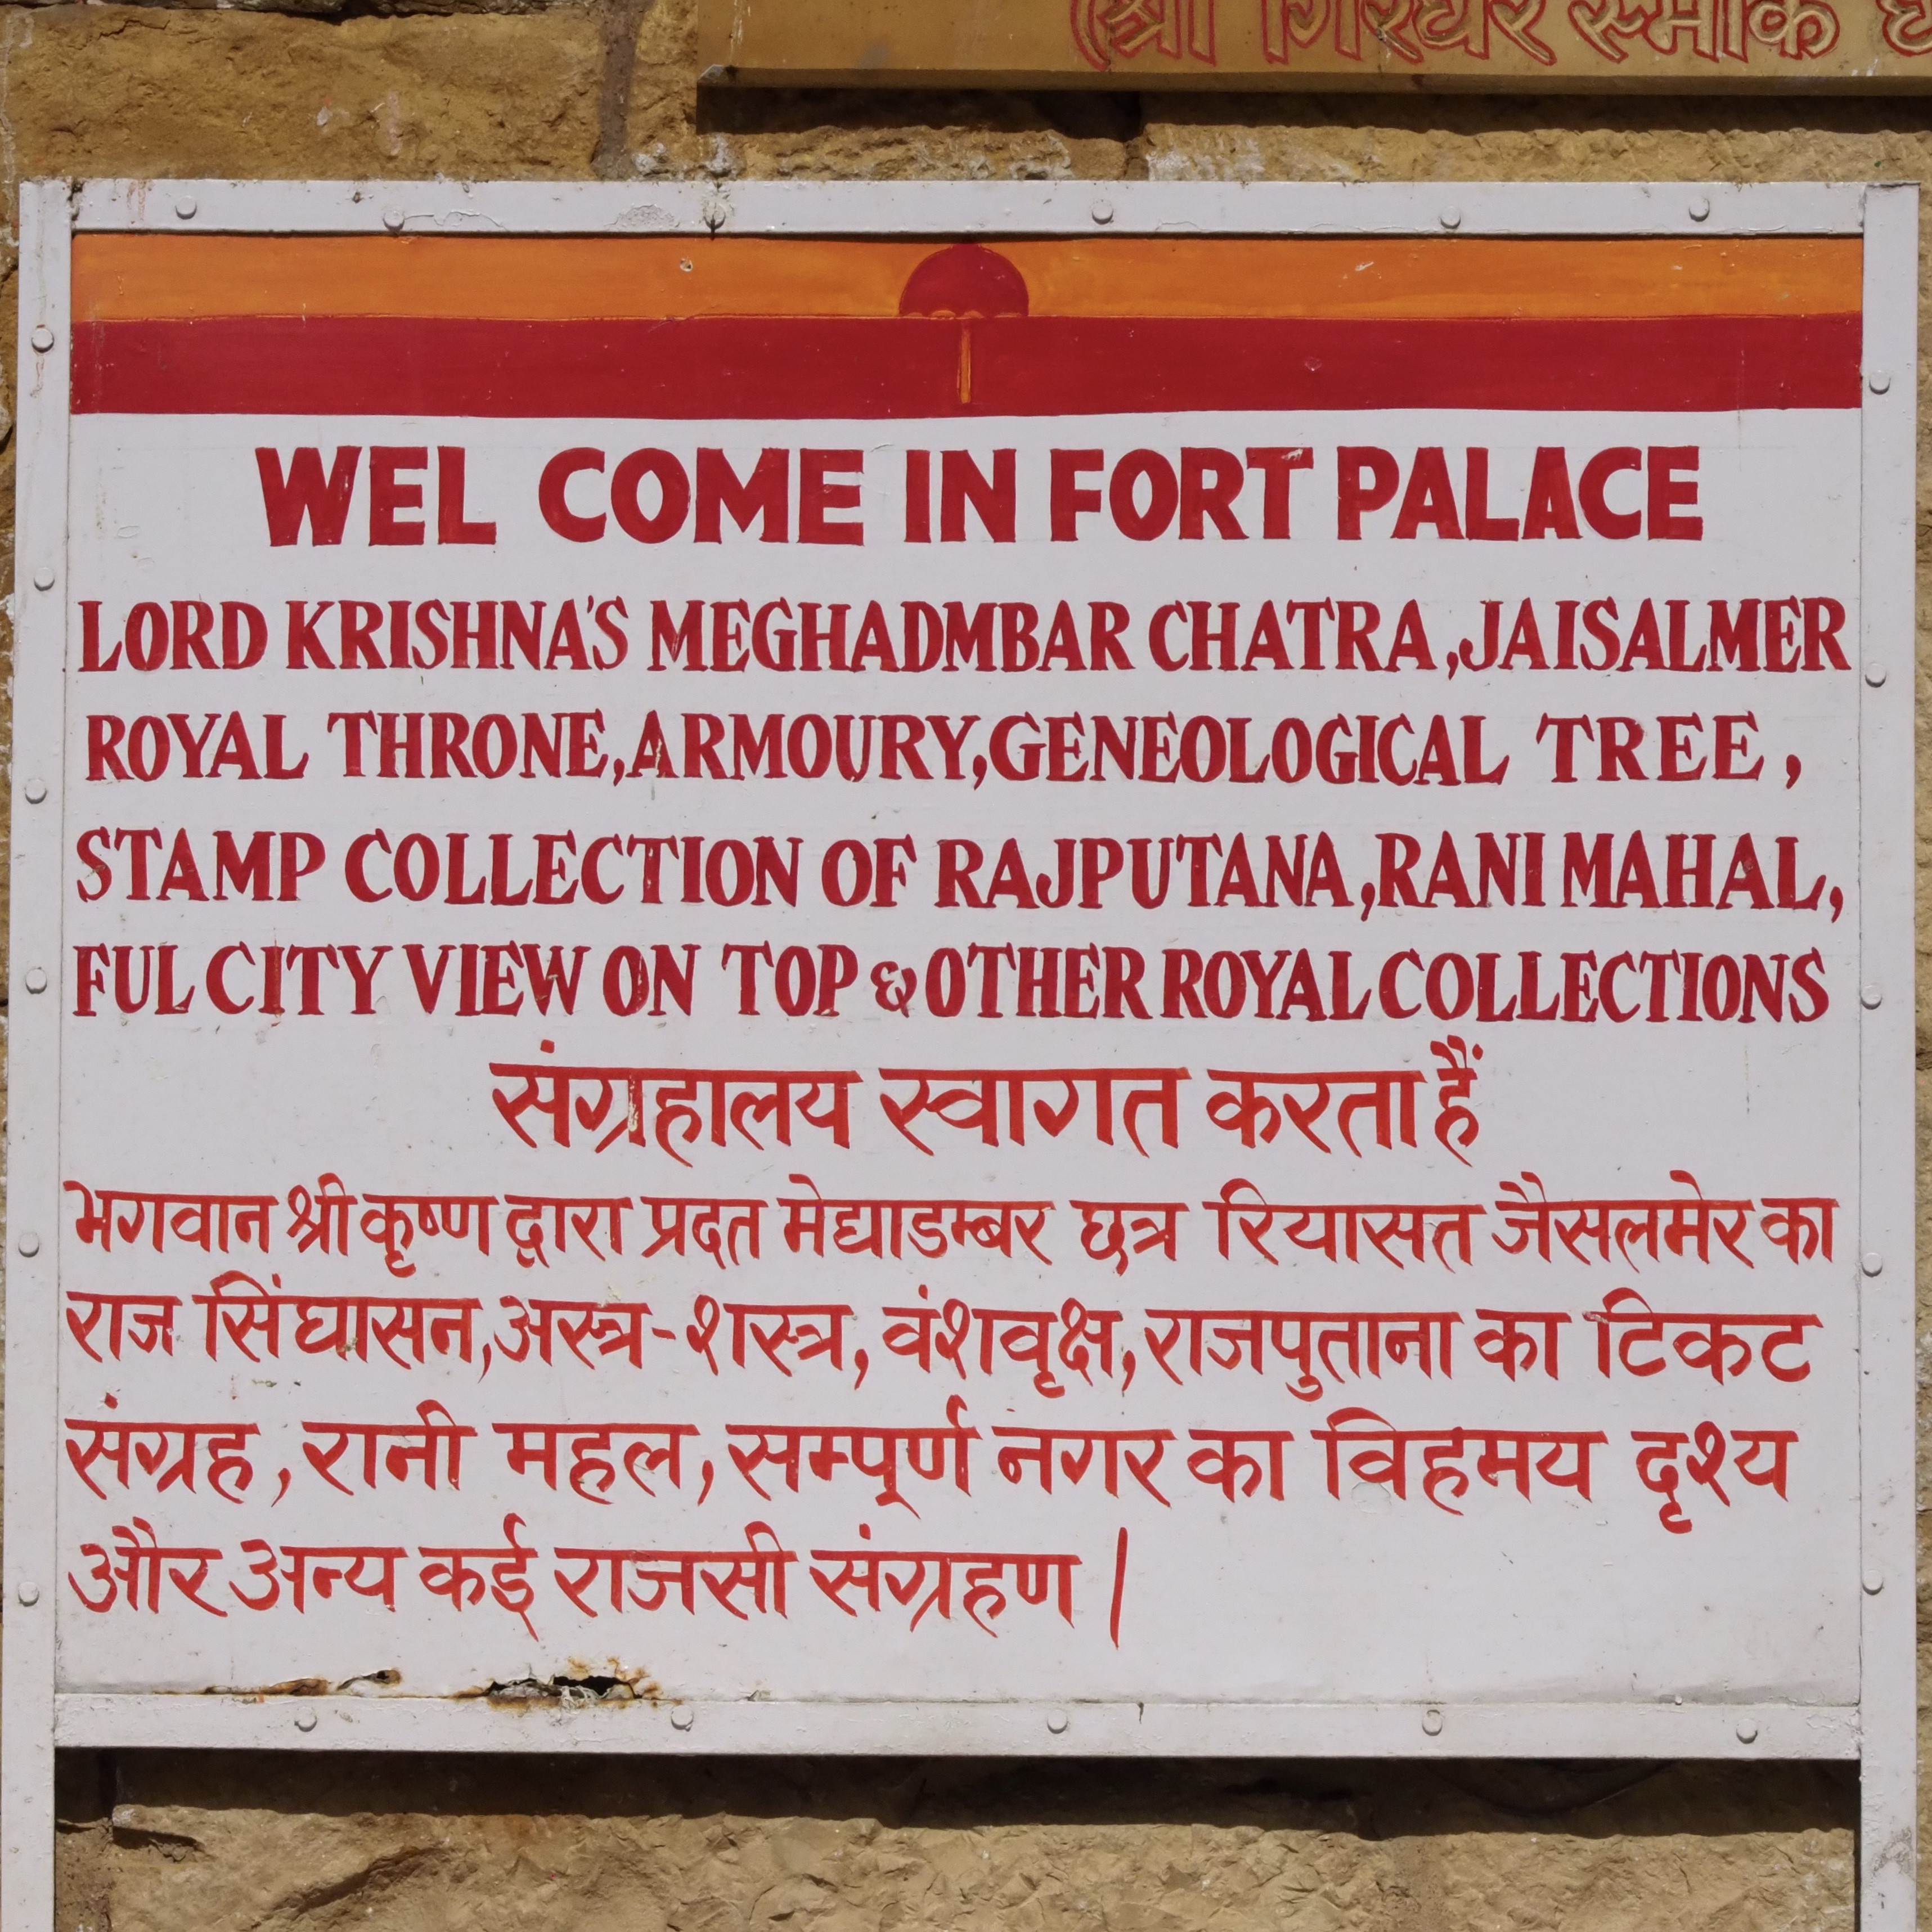 (श्री गिरधर स्मारक
WEL COME IN FORT PALACE
LORD KRISHNA'S MEGHADMBAR CHATRA, JAISALMER
ROYAL THRONE, ARMOURY, GENEOLOGICAL TREE,
STAMP COLLECTION OF RAJPUTANA, RANI MAHAL,
FUL CITY VIEW ON TOP & OTHER ROYAL COLLECTIONS
संग्रहालय स्वागत करता हैं
भगवान श्री कृष्ण द्वारा प्रदत मेद्याडम्बर छत्र रियासत जैसलमेर का
राज सिंघासन, अस्त्र-शस्त्र, वंशवृक्ष, राजपुताना का टिकट
संग्रह, रानी महल, सम्पूर्ण नगर का विहमय दृश्य
और अन्य कई राजसी संग्रहण |